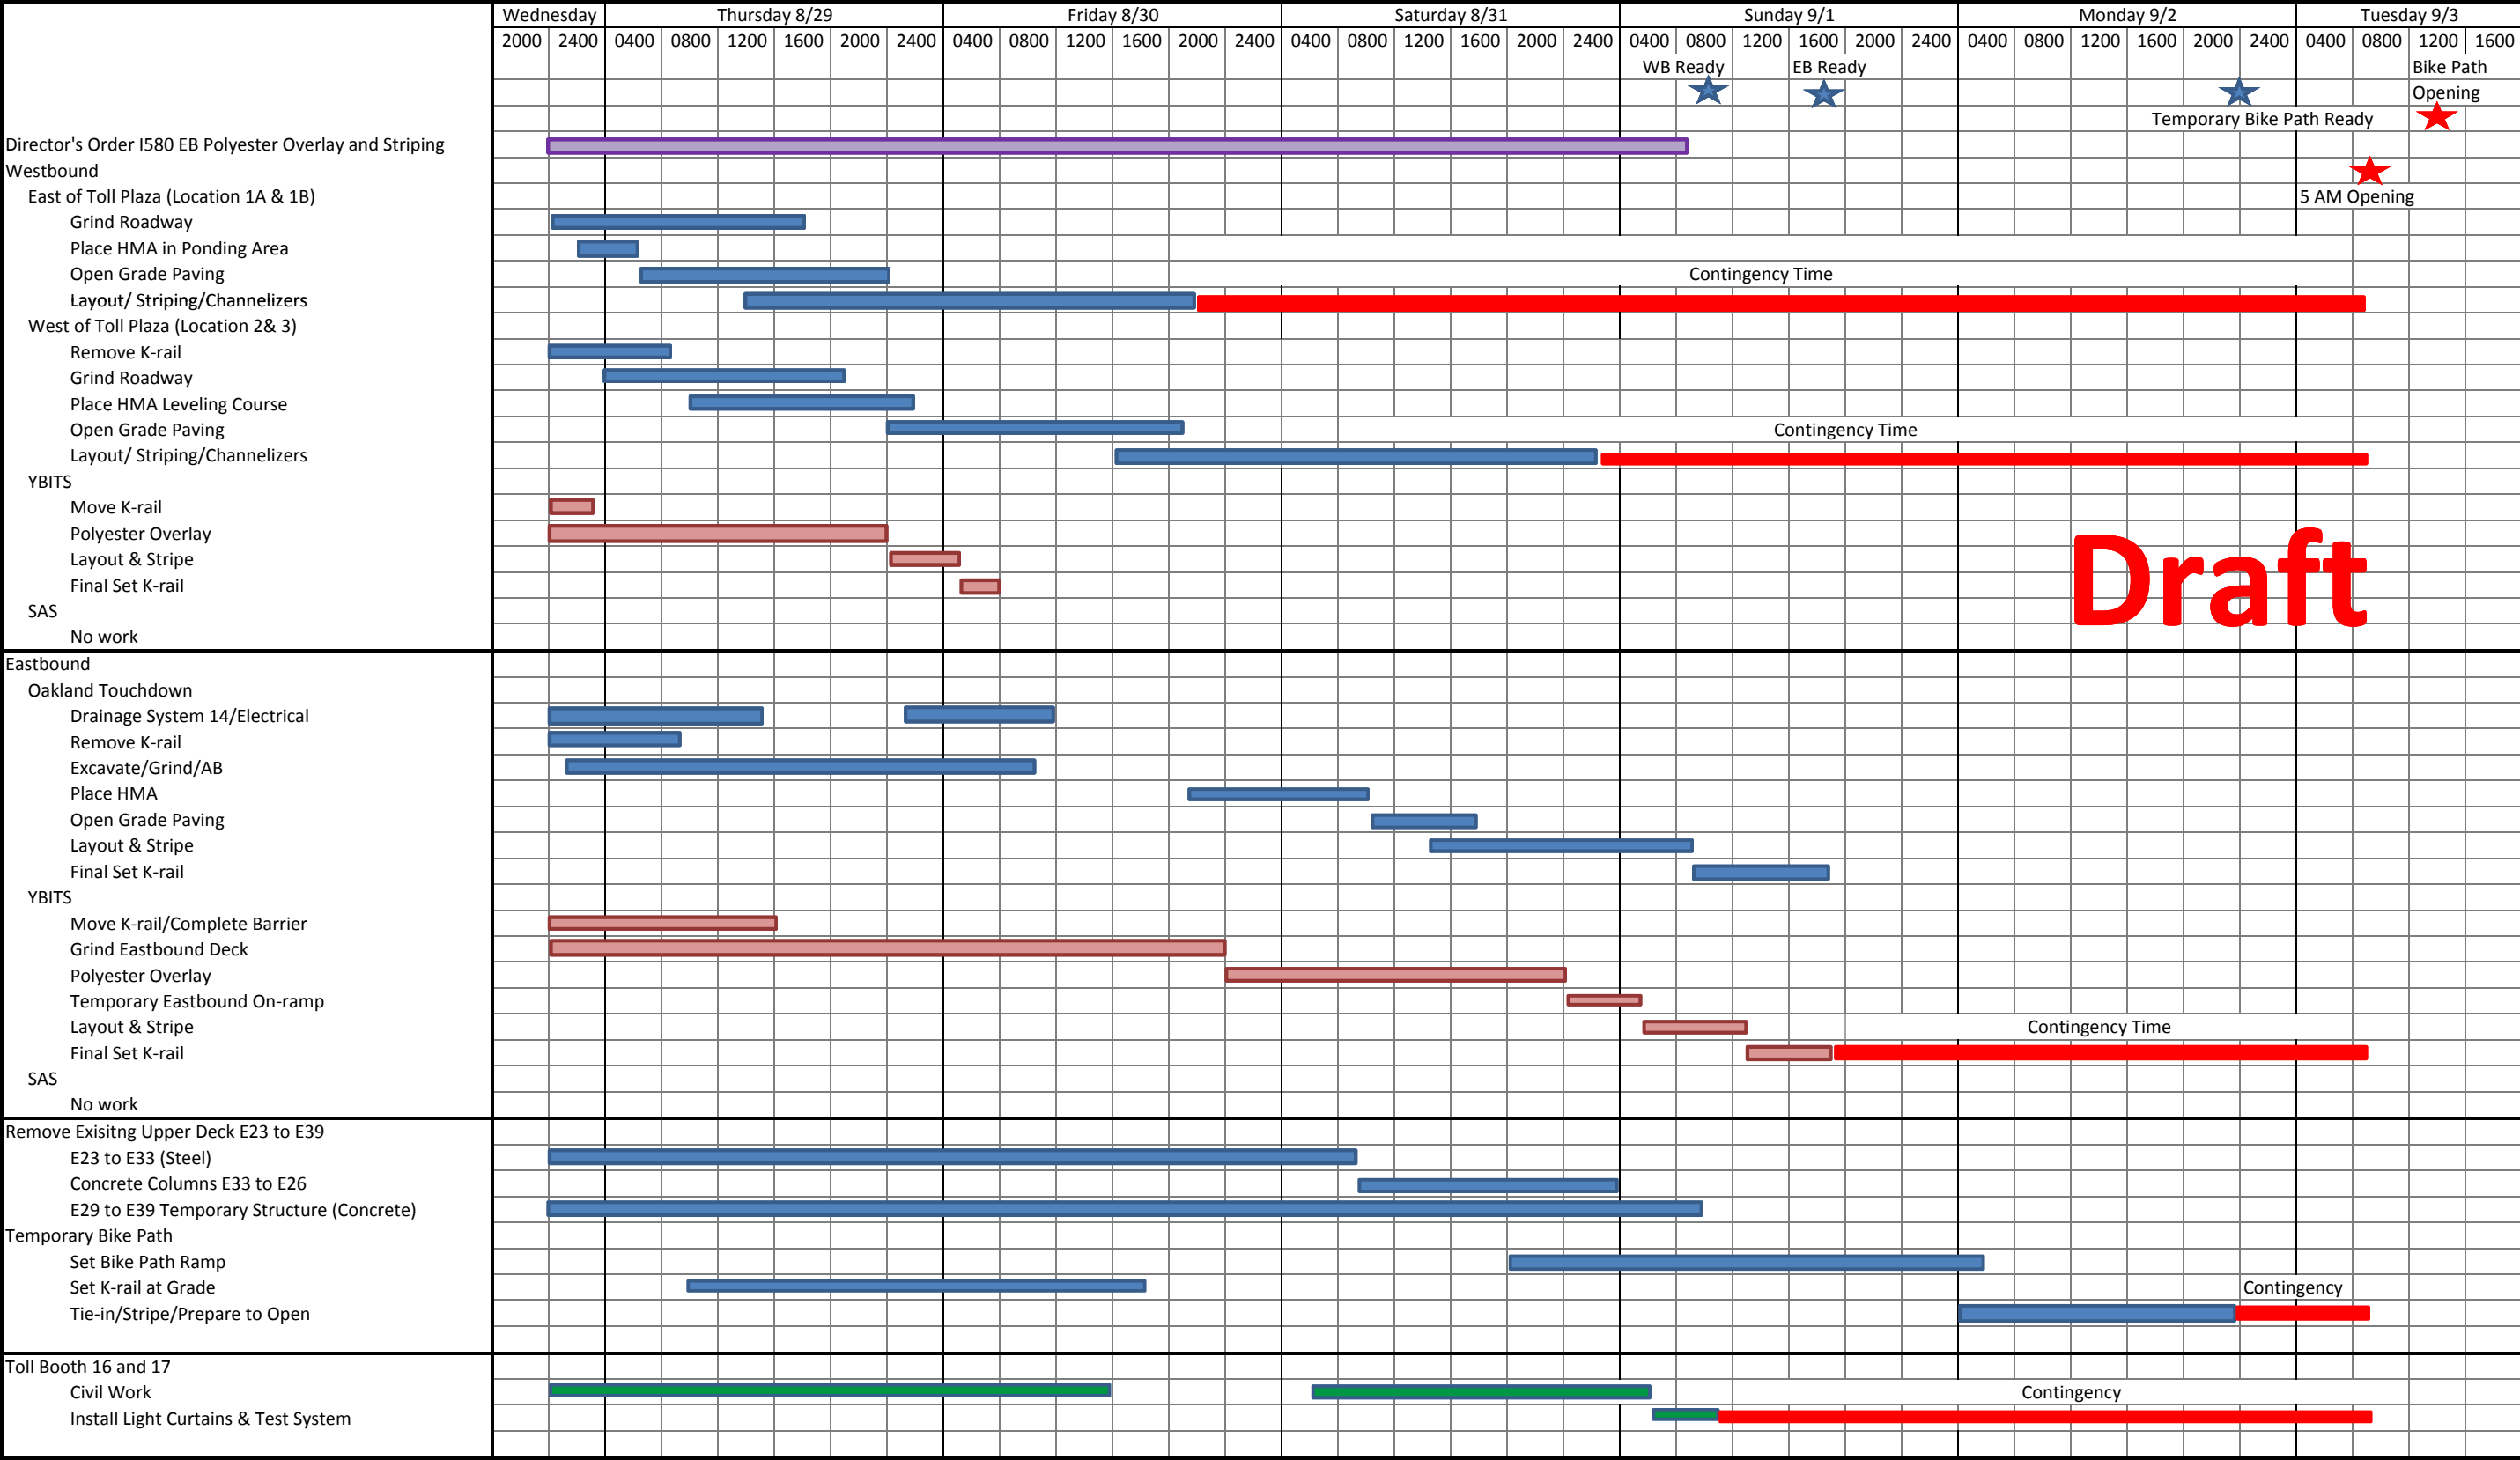 Wednesday Thursday 8/29 Friday 8/30 Saturday 8/31 Sunday 9/1 Monday 9/2 Tuesday 9/3
2000 2400 0400 0800 1200 1600 2000 2400 0400 0800 1200 1600 2000 2400 0400 0800 1200 1600 2000 2400 0400 0800 1200 1600 2000 2400 0400 0800 1200 1600 2000 2400 0400 0800 1200 1600
WB Ready EB Ready Bike Path
Opening
Temporary Bike Path Ready
Director's Order I580 EB Polyester Overlay and Striping
Westbound
East of Toll Plaza (Location 1A & 1B) 5 AM Opening
Grind Roadway
Place HMA in Ponding Area
Open Grade Paving Contingency Time
Layout/ Striping/Channelizers
West of Toll Plaza (Location 2& 3)
Remove K-rail
Grind Roadway
Place HMA Leveling Course
Open Grade Paving Contingency Time
Layout/ Striping/Channelizers
YBITS
Move K-rail
Polyester Overlay
Layout & Stripe
Final Set K-rail
Draft
SAS
No work
Eastbound
Oakland Touchdown
Drainage System 14/Electrical
Remove K-rail
Excavate/Grind/AB
Place HMA
Open Grade Paving
Layout & Stripe
Final Set K-rail
YBITS
Move K-rail/Complete Barrier
Grind Eastbound Deck
Polyester Overlay
Temporary Eastbound On-ramp
Layout & Stripe Contingency Time
Final Set K-rail
SAS
No work
Remove Exisitng Upper Deck E23 to E39
E23 to E33 (Steel)
Concrete Columns E33 to E26
E29 to E39 Temporary Structure (Concrete)
Temporary Bike Path
Set Bike Path Ramp
Set K-rail at Grade Contingency
Tie-in/Stripe/Prepare to Open
Toll Booth 16 and 17
Civil Work Contingency
Install Light Curtains & Test System